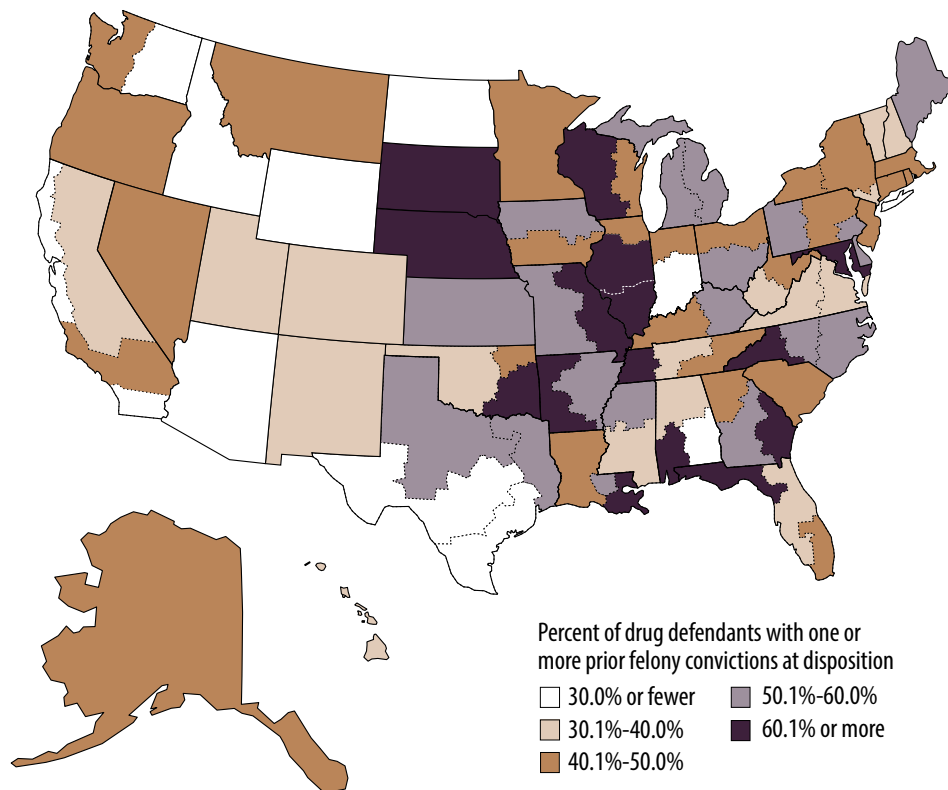 Percent of drug defendants with one or
more prior felony convictions at disposition
30.0% or fewer
30.1%-40.0%
40.1%-50.0%
50.1%-60.0%
60.1% or more